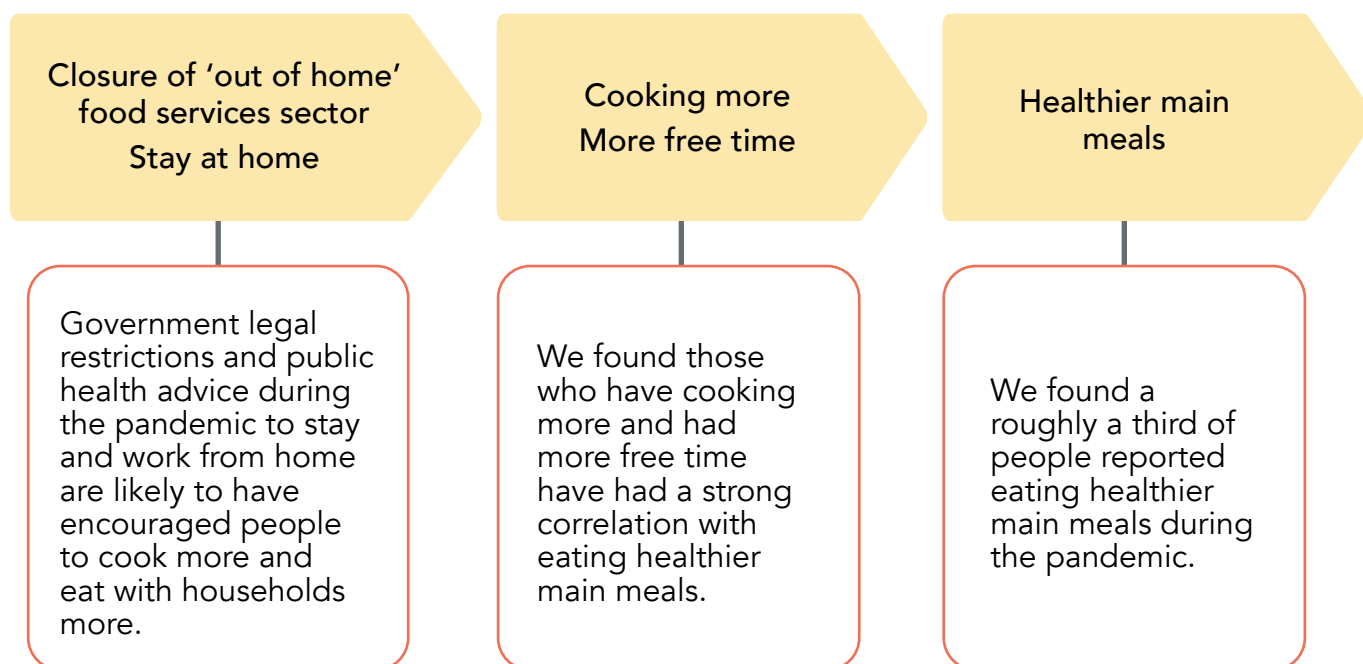 Closure of ‘out of home’
food services sector
Stay at home
Cooking more
More free time
Healthier main
meals
Government legal
restrictions and public
health advice during
the pandemic to stay
and work from home
are likely to have
encouraged people
to cook more and
eat with households
more.
We found those
who have cooking
more and had
more free time
have had a strong
correlation with
eating healthier
main meals.
We found a
roughly a third of
people reported
eating healthier
main meals during
the pandemic.